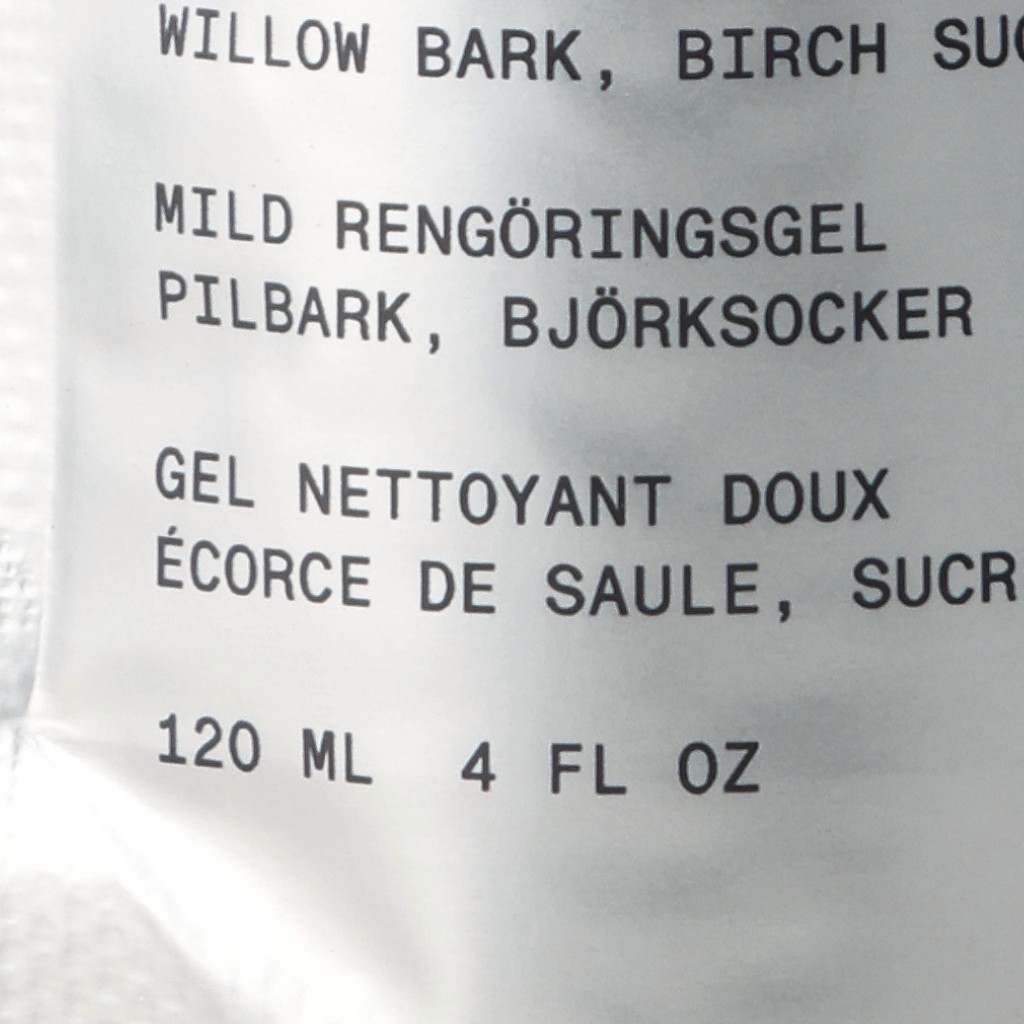 WILLOW BARK, BIRCH
MILD RENGÖRINGSGEL
PILBARK, BJÖRKSOCKER
GEL NETTOYANT DOUX
ÉCORCE DE SAULE,
120 ML 4 FL OZ